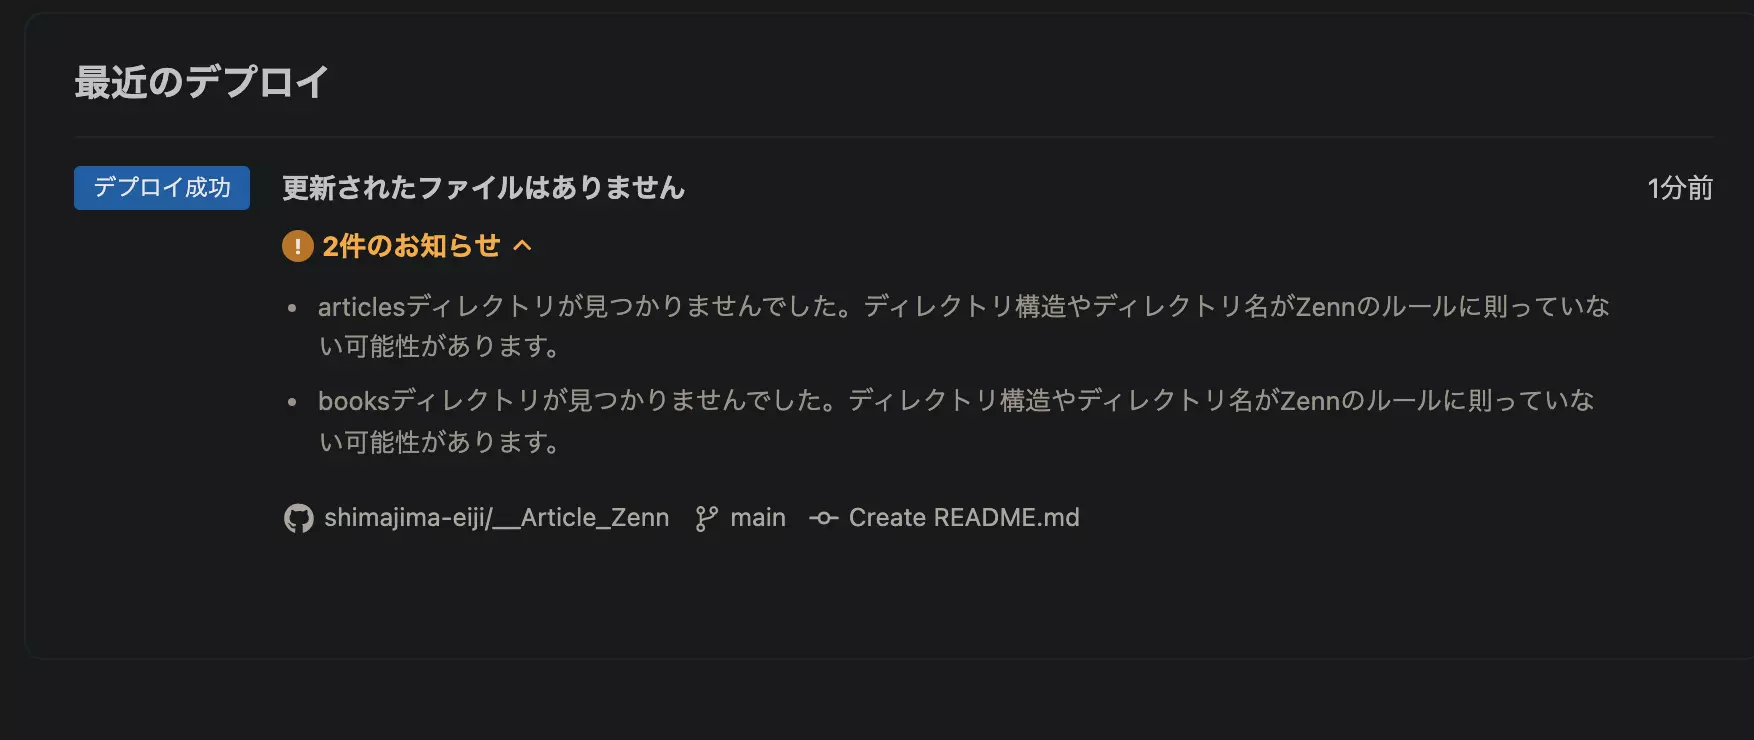 最近のデプロイ
デプロイ成功
更新されたファイルはありません
1分前
! 2件のお知らせ
• articlesディレクトリが見つかりませんでした。ディレクトリ構造やディレクトリ名がZennのルールに則っていな
い可能性があります。
• booksディレクトリが見つかりませんでした。ディレクトリ構造やディレクトリ名がZennのルールに則っていな
い可能性があります。
shimajima-eiji/__Article_Zenn main Create README.md